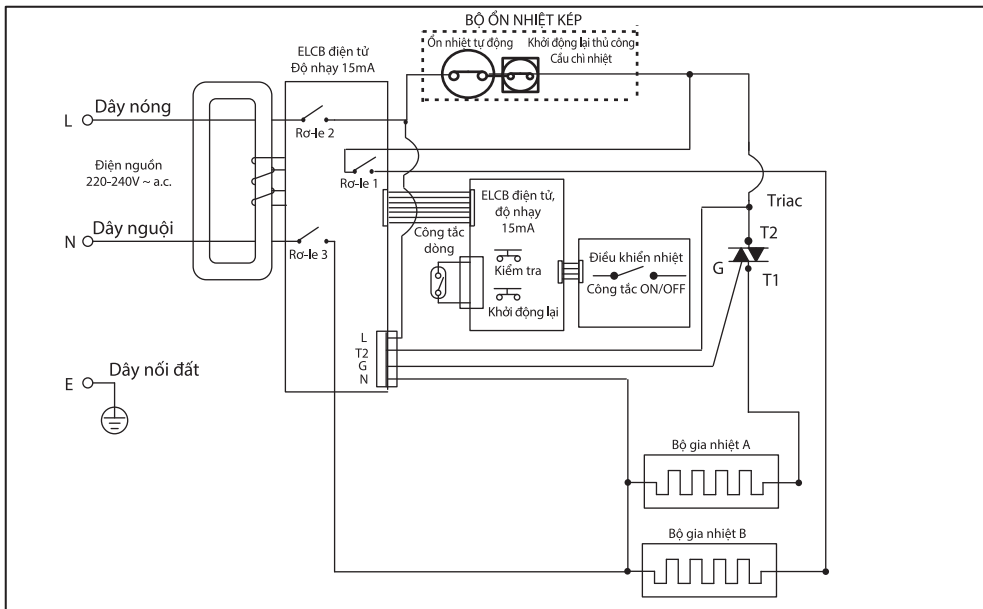 BỘ ỔN NHIỆT KÉP
Ổn nhiệt tự động
Khởi động lại thủ công
Cầu chì nhiệt
ELCB điện tử
Độ nhạy 15mA
L
Dây nóng
Rơ-le 2
Điện nguồn
220-240V ~ a.c.
Rơ-le 1
N
Dây nguội
Rơ-le 3
ELCB điện tử,
độ nhạy
15mA
Công tắc
dòng
Kiểm tra
Khởi động lại
Điều khiển nhiệt
Công tắc ON/OFF
Triac
T2
G
T1
L
T2
G
N
E
Dây nối đất
Bộ gia nhiệt A
Bộ gia nhiệt B